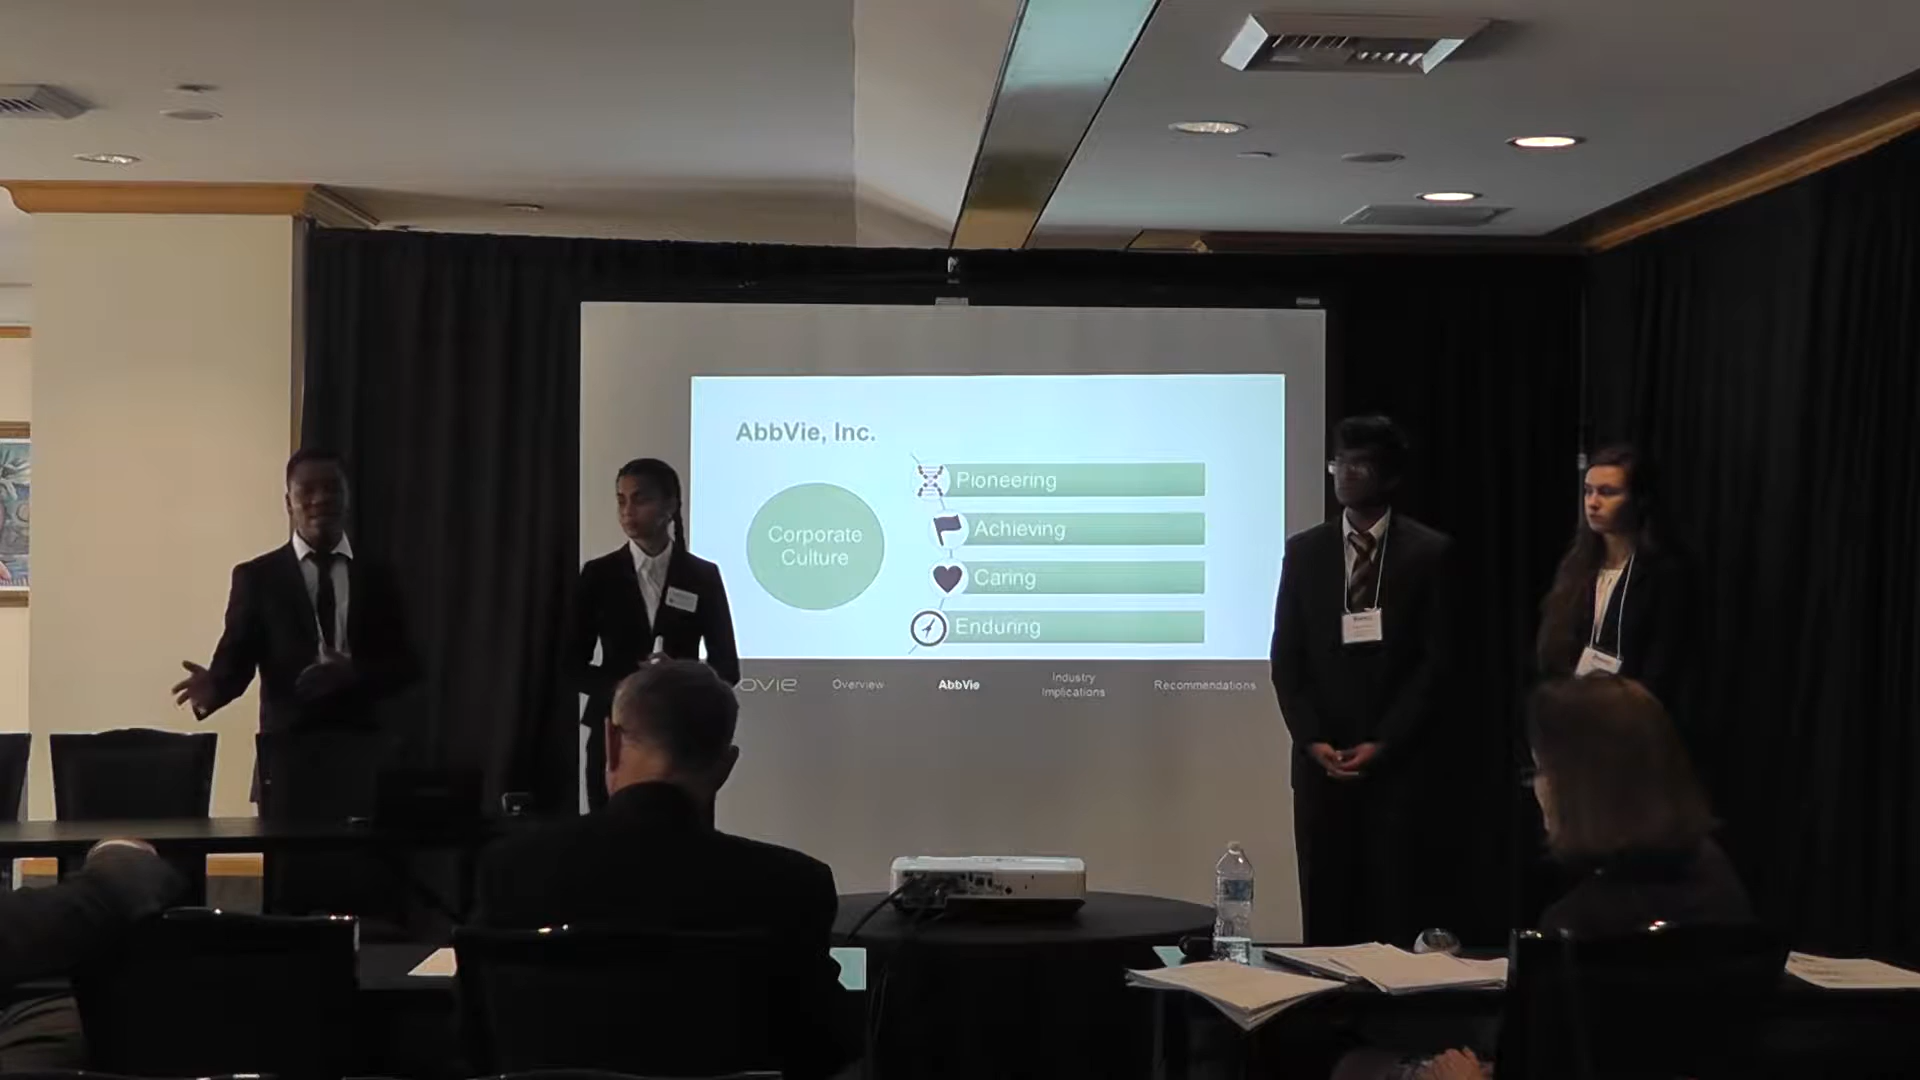 AbbVie, Inc.
Corporate
Culture
Pioneering
Achieving
Caring
Enduring
Overview
AbbVie
Industry
Implications
Recommendations